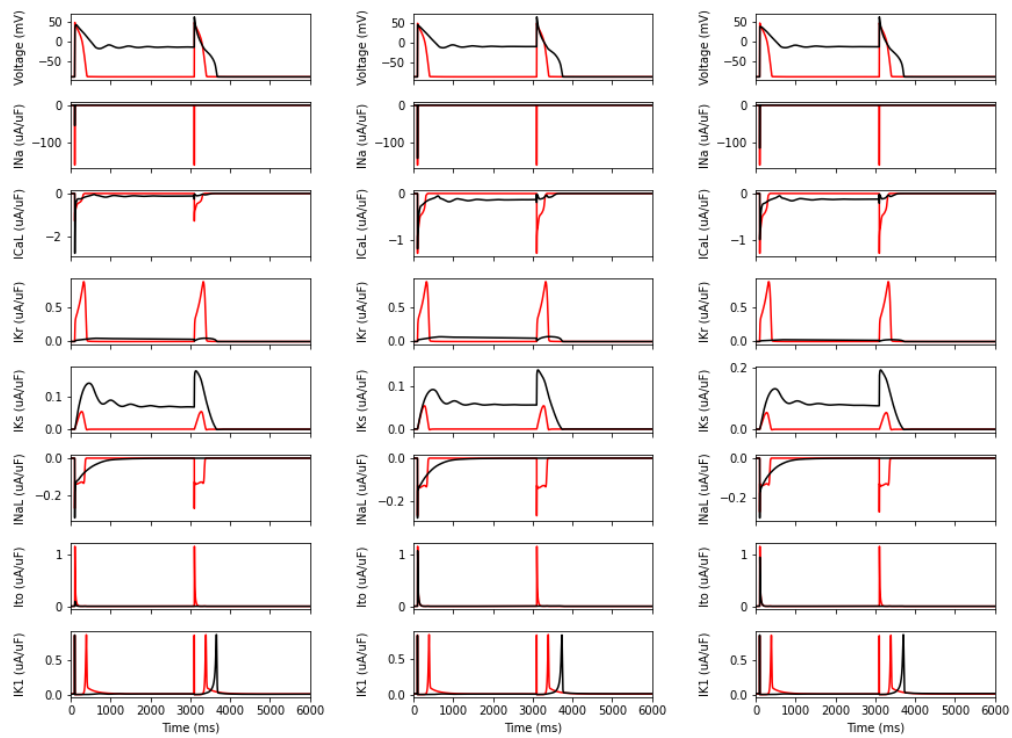 Voltage (mV) 50 0 −50
Voltage (mV) 50 0 −50
Voltage (mV) 50 0 −50
INa (uA/uF) 0 −100
INa (uA/uF) 0 −100
INa (uA/uF) 0 −100
ICaL (uA/uF) 0 −2
ICaL (uA/uF) 0 −1
ICaL (uA/uF) 0 −1
IKr (uA/uF) 0.5 0.0
IKr (uA/uF) 0.5 0.0
IKr (uA/uF) 0.5 0.0
IKs (uA/uF) 0.1 0.0
IKs (uA/uF) 0.1 0.0
IKs (uA/uF) 0.2 0.0
INaL (uA/uF) 0.0 −0.2
INaL (uA/uF) 0.0 −0.2
INaL (uA/uF) 0.0 −0.2
Ito (uA/uF) 1 0
Ito (uA/uF) 1 0
Ito (uA/uF) 1 0
IK1 (uA/uF) 0.5 0.0
IK1 (uA/uF) 0.5 0.0
IK1 (uA/uF) 0.5 0.0
0 1000 2000 3000 4000 5000 6000
0 1000 2000 3000 4000 5000 6000
0 1000 2000 3000 4000 5000 6000
Time (ms)
Time (ms)
Time (ms)